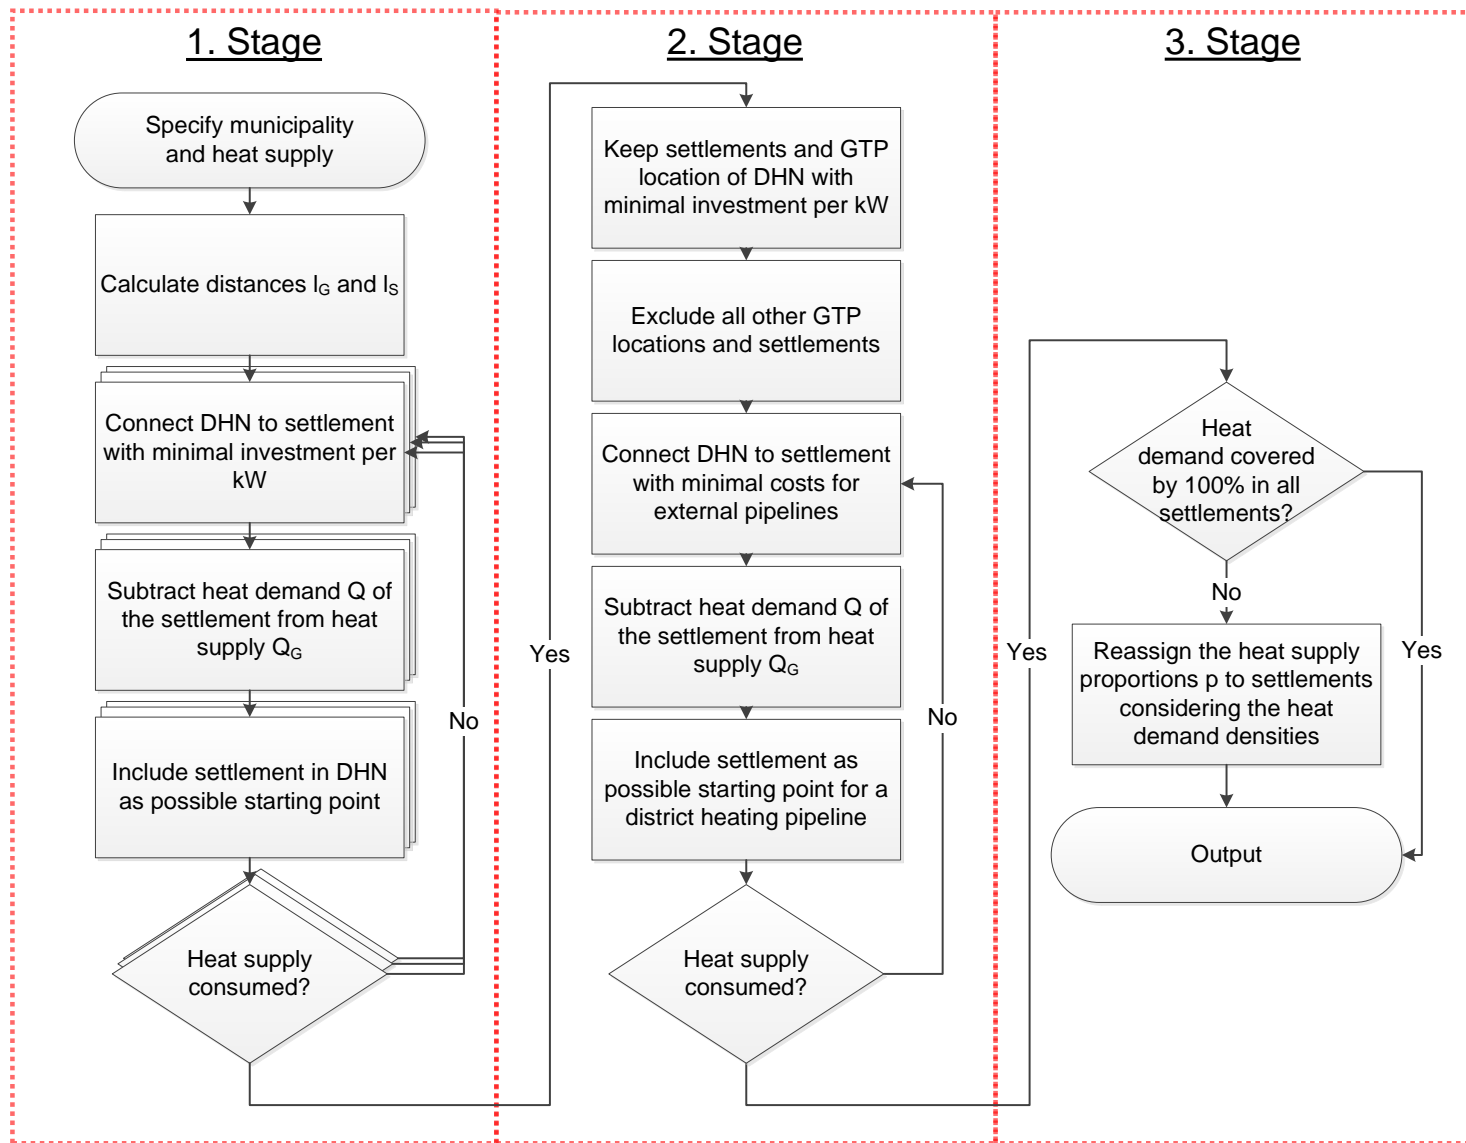 1. Stage
Specify municipality
and heat supply
Calculate distances l_G and l_S
Connect DHN to settlement
with minimal investment per
kW
Subtract heat demand Q of
the settlement from heat
supply Q_G
Include settlement in DHN
as possible starting point
Heat supply
consumed?
No
Yes
2. Stage
Keep settlements and GTP
location of DHN with
minimal investment per kW
Exclude all other GTP
locations and settlements
Connect DHN to settlement
with minimal costs for
external pipelines
Subtract heat demand Q of
the settlement from heat
supply Q_G
Include settlement as
possible starting point for a
district heating pipeline
Heat supply
consumed?
No
Yes
3. Stage
Heat
demand covered
by 100% in all
settlements?
No
Yes
Reassign the heat supply
proportions p to settlements
considering the heat
demand densities
Output